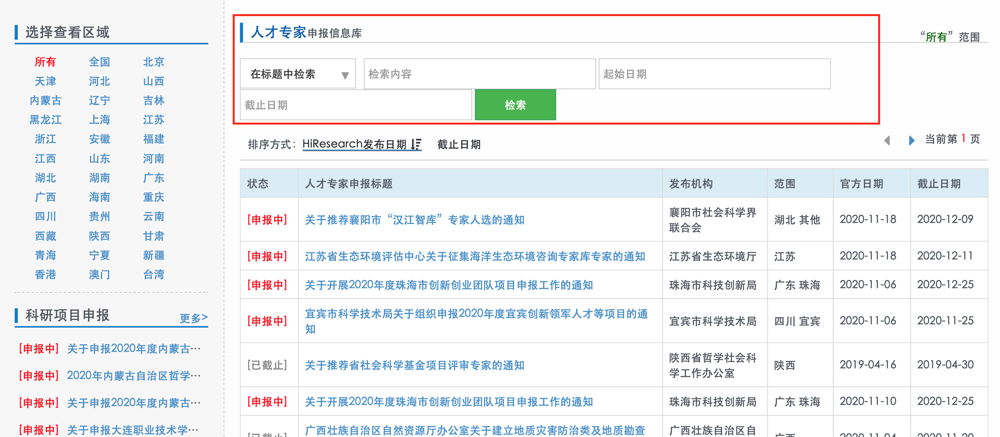 选择查看区域
所有 全国 北京
天津 河北 山西
内蒙古 辽宁 吉林
黑龙江 上海 江苏
浙江 安徽 福建
江西 山东 河南
湖北 湖南 广东
广西 海南 重庆
四川 贵州 云南
西藏 陕西 甘肃
青海 宁夏 新疆
香港 澳门 台湾
科研项目申报 更多>
[申报中] 关于申报2020年度内蒙古…
[申报中] 2020年内蒙古自治区哲学…
[申报中] 关于申报2020年度内蒙古…
[申报中] 关于申报大连职业技术学…
人才专家申报信息库 “所有”范围
在标题中检索 ▼ 检索内容 起始日期
截止日期 检索
排序方式： HiResearch发布日期 截止日期 当前第 1 页
状态 人才专家申报标题 发布机构 范围 官方日期 截止日期
[申报中] 关于推荐襄阳市“汉江智库”专家人选的通知 襄阳市社会科学界 湖北 其他 2020-11-18 2020-12-09
联合会
[申报中] 江苏省生态环境评估中心关于征集海洋生态环境咨询专家库专家的通知 江苏省生态环境厅 江苏 2020-11-18 2020-12-11
[申报中] 关于开展2020年度珠海市创新创业团队项目申报工作的通知 珠海市科技创新局 广东 珠海 2020-11-06 2020-12-25
[申报中] 宜宾市科学技术局关于组织申报2020年度宜宾创新领军人才等项目的通 宜宾市科学技术局 四川 宜宾 2020-11-06 2020-11-25
知
[已截止] 关于推荐省社会科学基金项目评审专家的通知 陕西省哲学社会科 陕西 2019-04-16 2019-04-30
学工作办公室
[申报中] 关于开展2020年度珠海市创新创业团队项目申报工作的通知 珠海市科技创新局 广东 珠海 2020-11-10 2020-12-25
广西壮族自治区自然资源厅办公室关于建立地质灾害防治类及地质勘查 广西壮族自治区自